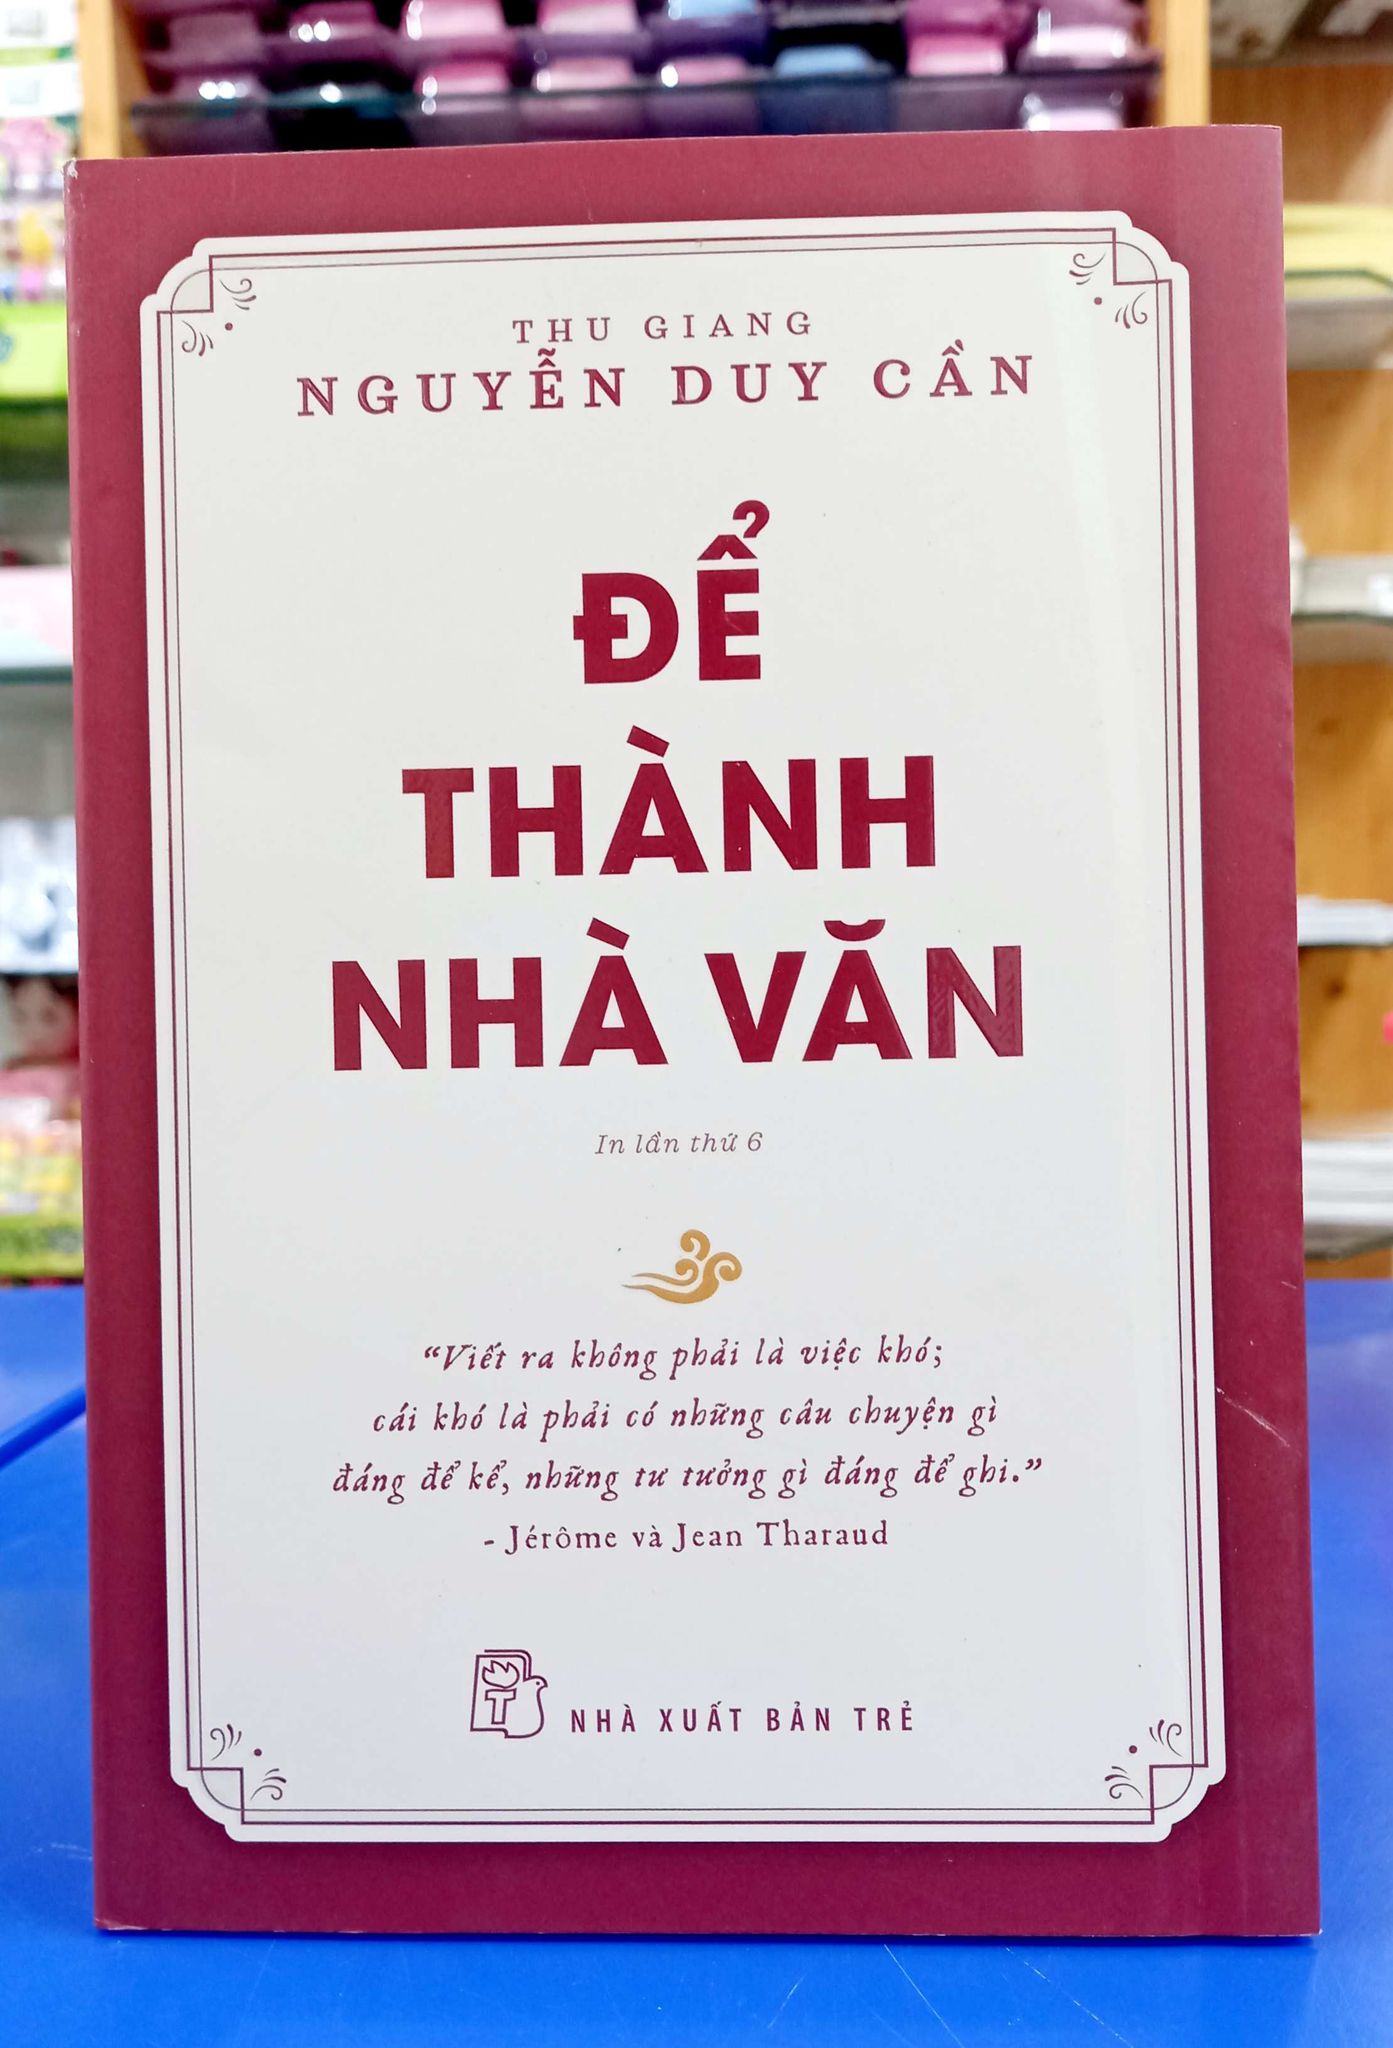 THU GIANG
NGUYỄN DUY CẦN
ĐỂ
THÀNH
NHÀ VĂN
In lần thứ 6
“Viết ra không phải là việc khó;
cái khó là phải có những câu chuyện gì
đáng để kể, những tư tưởng gì đáng để ghi.”
- Jérôme và Jean Tharaud
T
NHÀ XUẤT BẢN TRẺ